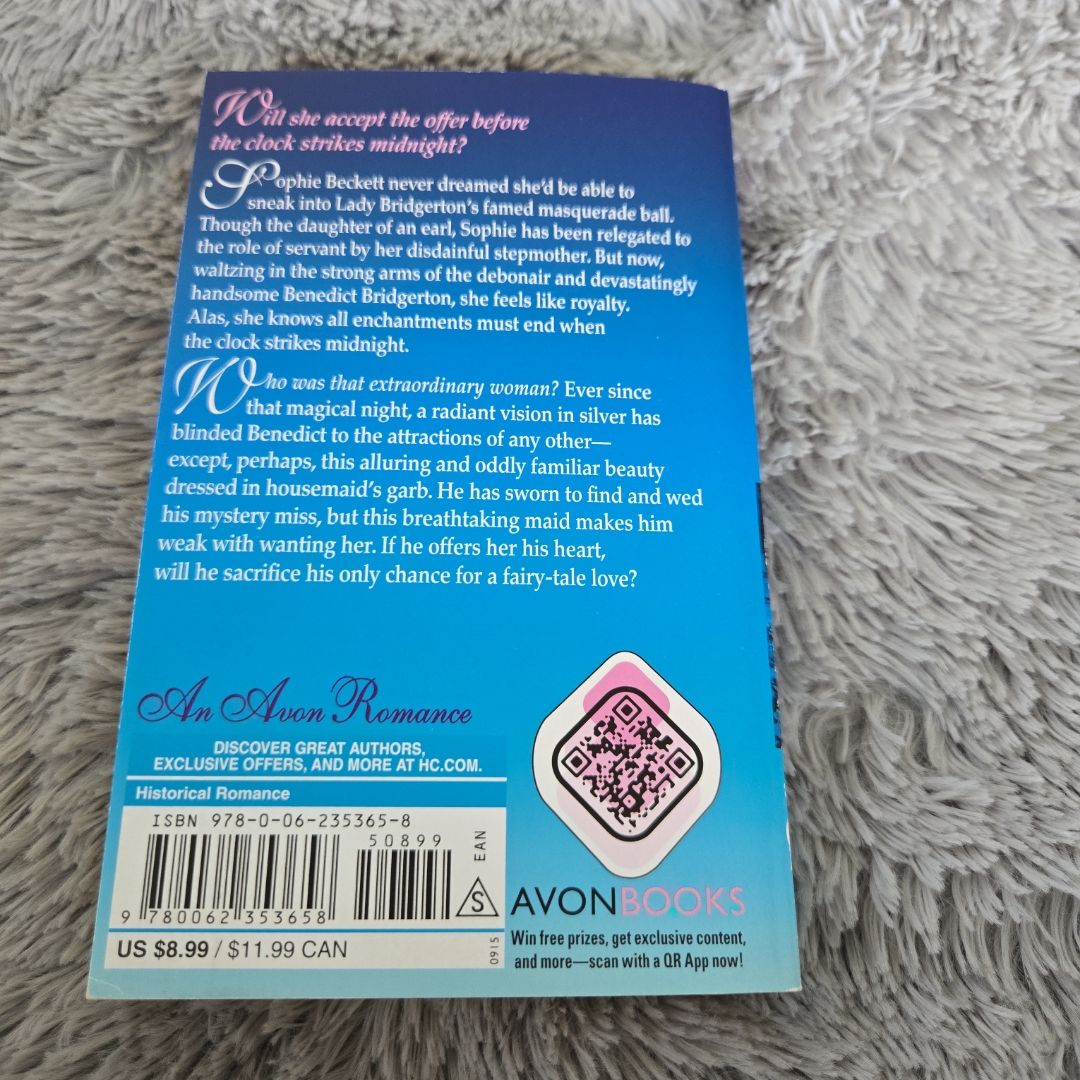 Will she accept the offer before
the clock strikes midnight?
Sophie Beckett never dreamed she'd be able to
sneak into Lady Bridgerton's famed masquerade ball.
Though the daughter of an earl, Sophie has been relegated to
the role of servant by her disdainful stepmother. But now,
waltzing in the strong arms of the debonair and devastatingly
handsome Benedict Bridgerton, she feels like royalty.
Alas, she knows all enchantments must end when
the clock strikes midnight.
Who was that extraordinary woman? Ever since
that magical night, a radiant vision in silver has
blinded Benedict to the attractions of any other—
except, perhaps, this alluring and oddly familiar beauty
dressed in housemaid's garb. He has sworn to find and wed
his mystery miss, but this breathtaking maid makes him
weak with wanting her. If he offers her his heart,
will he sacrifice his only chance for a fairy-tale love?
An Avon Romance
DISCOVER GREAT AUTHORS,
EXCLUSIVE OFFERS, AND MORE AT HC.COM.
Historical Romance
ISBN 978-0-06-235365-8
50899
EAN
S
9 780062 353658
US $8.99 / $11.99 CAN
0915
AVONBOOKS
Win free prizes, get exclusive content,
and more—scan with a QR App now!